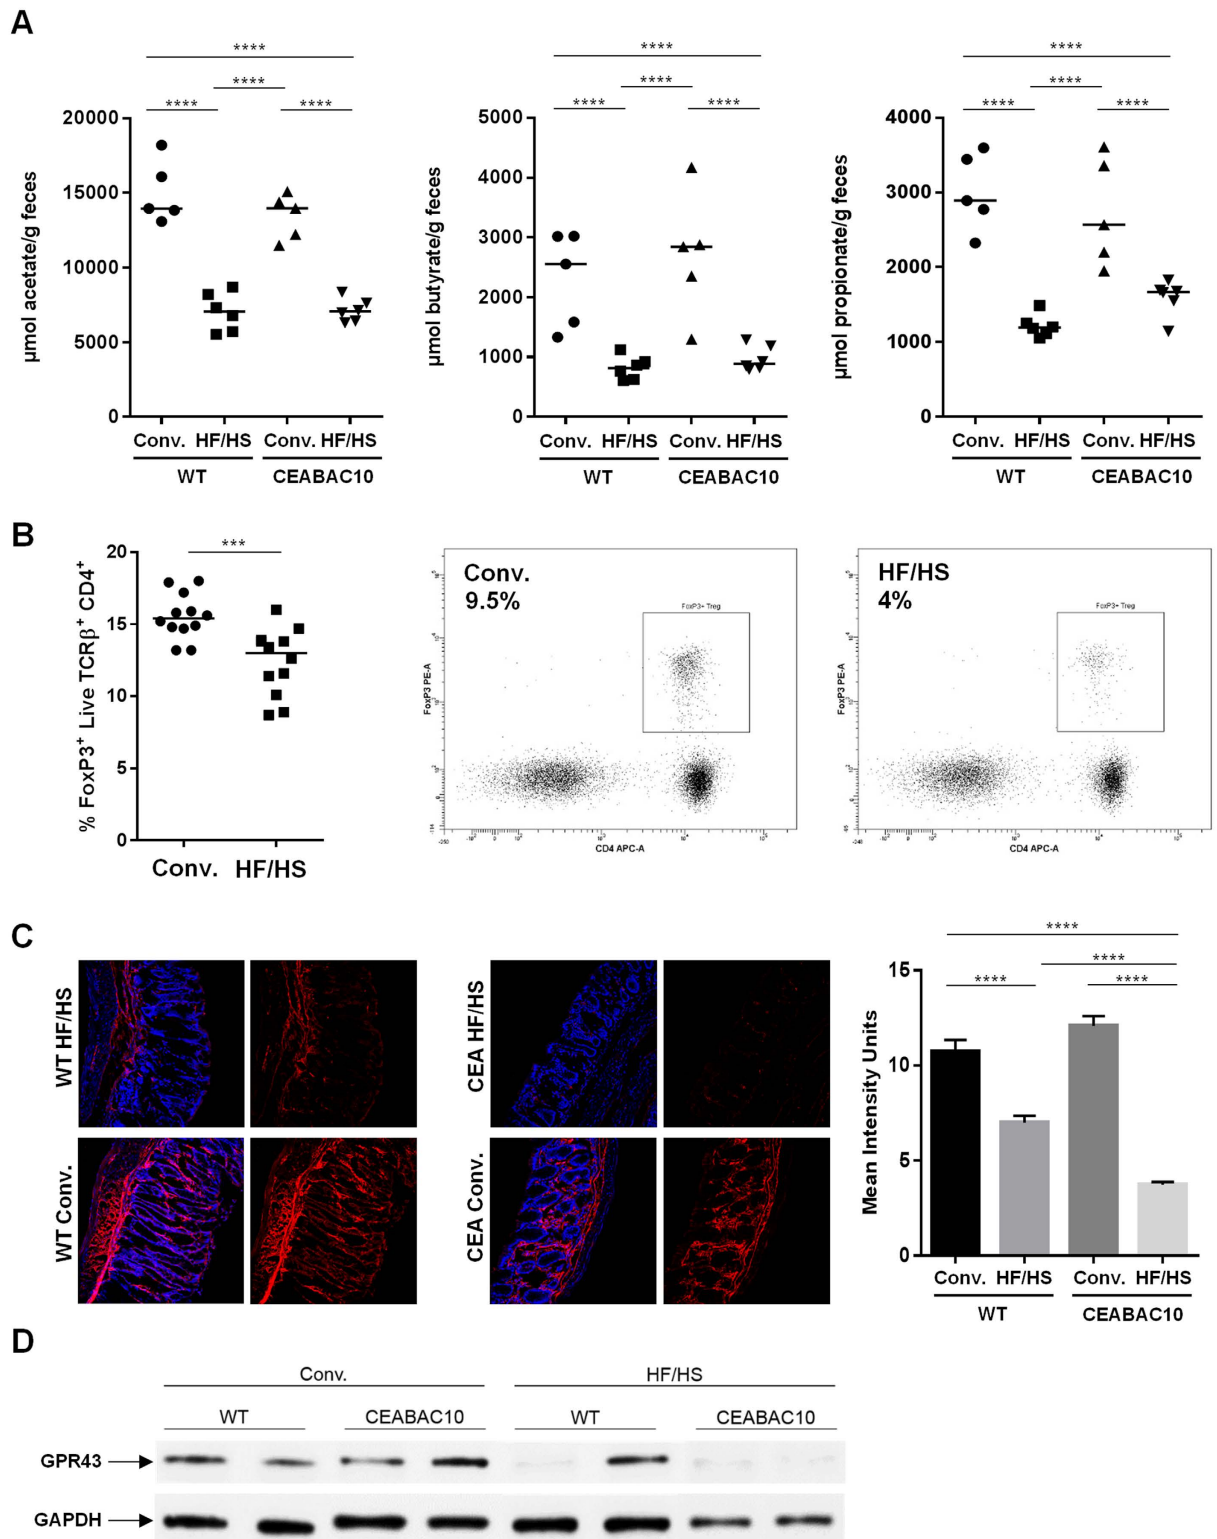 A
****
****
****
****
20000
15000
10000
5000
0
µmol acetate/g feces
Conv. HF/HS Conv. HF/HS
WT CEABAC10
****
****
****
****
5000
4000
3000
2000
1000
0
µmol butyrate/g feces
Conv. HF/HS Conv. HF/HS
WT CEABAC10
****
****
****
****
4000
3000
2000
1000
0
µmol propionate/g feces
Conv. HF/HS Conv. HF/HS
WT CEABAC10
B
***
20
15
10
5
0
% FoxP3⁺ Live TCRβ⁺ CD4⁺
Conv. HF/HS
Conv.
9.5%
FoxP3+ Treg
FoxP3 PE-A
CD4 APC-A
HF/HS
4%
FoxP3+ Treg
FoxP3 PE-A
CD4 APC-A
C
WT HF/HS
WT Conv.
CEA HF/HS
CEA Conv.
****
****
****
****
15
10
5
0
Mean Intensity Units
Conv. HF/HS Conv. HF/HS
WT CEABAC10
D
Conv. HF/HS
WT CEABAC10 WT CEABAC10
GPR43
GAPDH